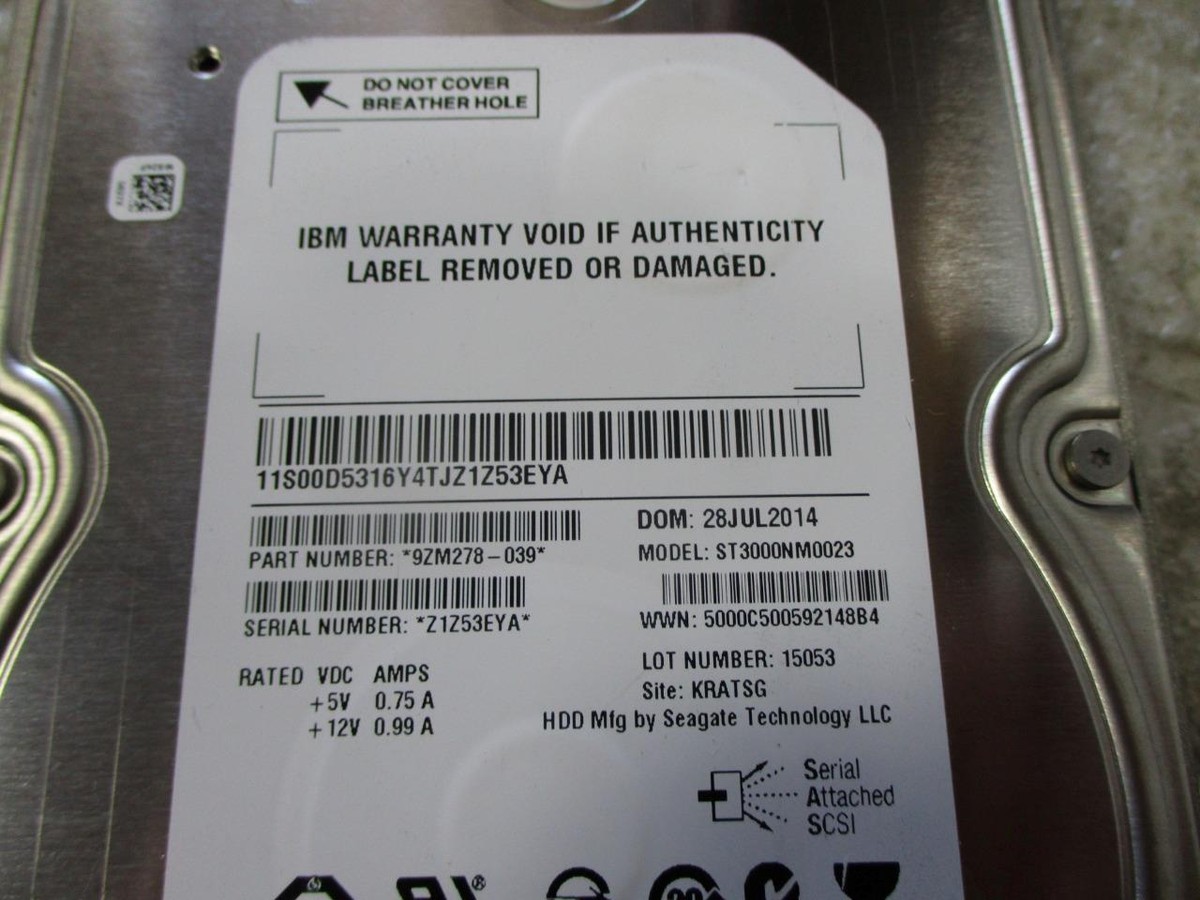 DO NOT COVER
BREATHER HOLE
IBM WARRANTY VOID IF AUTHENTICITY
LABEL REMOVED OR DAMAGED.
11S00D5316Y4TJZ1Z53EYA
PART NUMBER: *9ZM278-039*
SERIAL NUMBER: *Z1Z53EYA*
DOM: 28JUL2014
MODEL: ST3000NM0023
WWN: 5000C500592148B4
LOT NUMBER: 15053
Site: KRATSG
HDD Mfg by Seagate Technology LLC
RATED VDC AMPS
+5V 0.75 A
+12V 0.99 A
Serial
Attached
SCSI
®